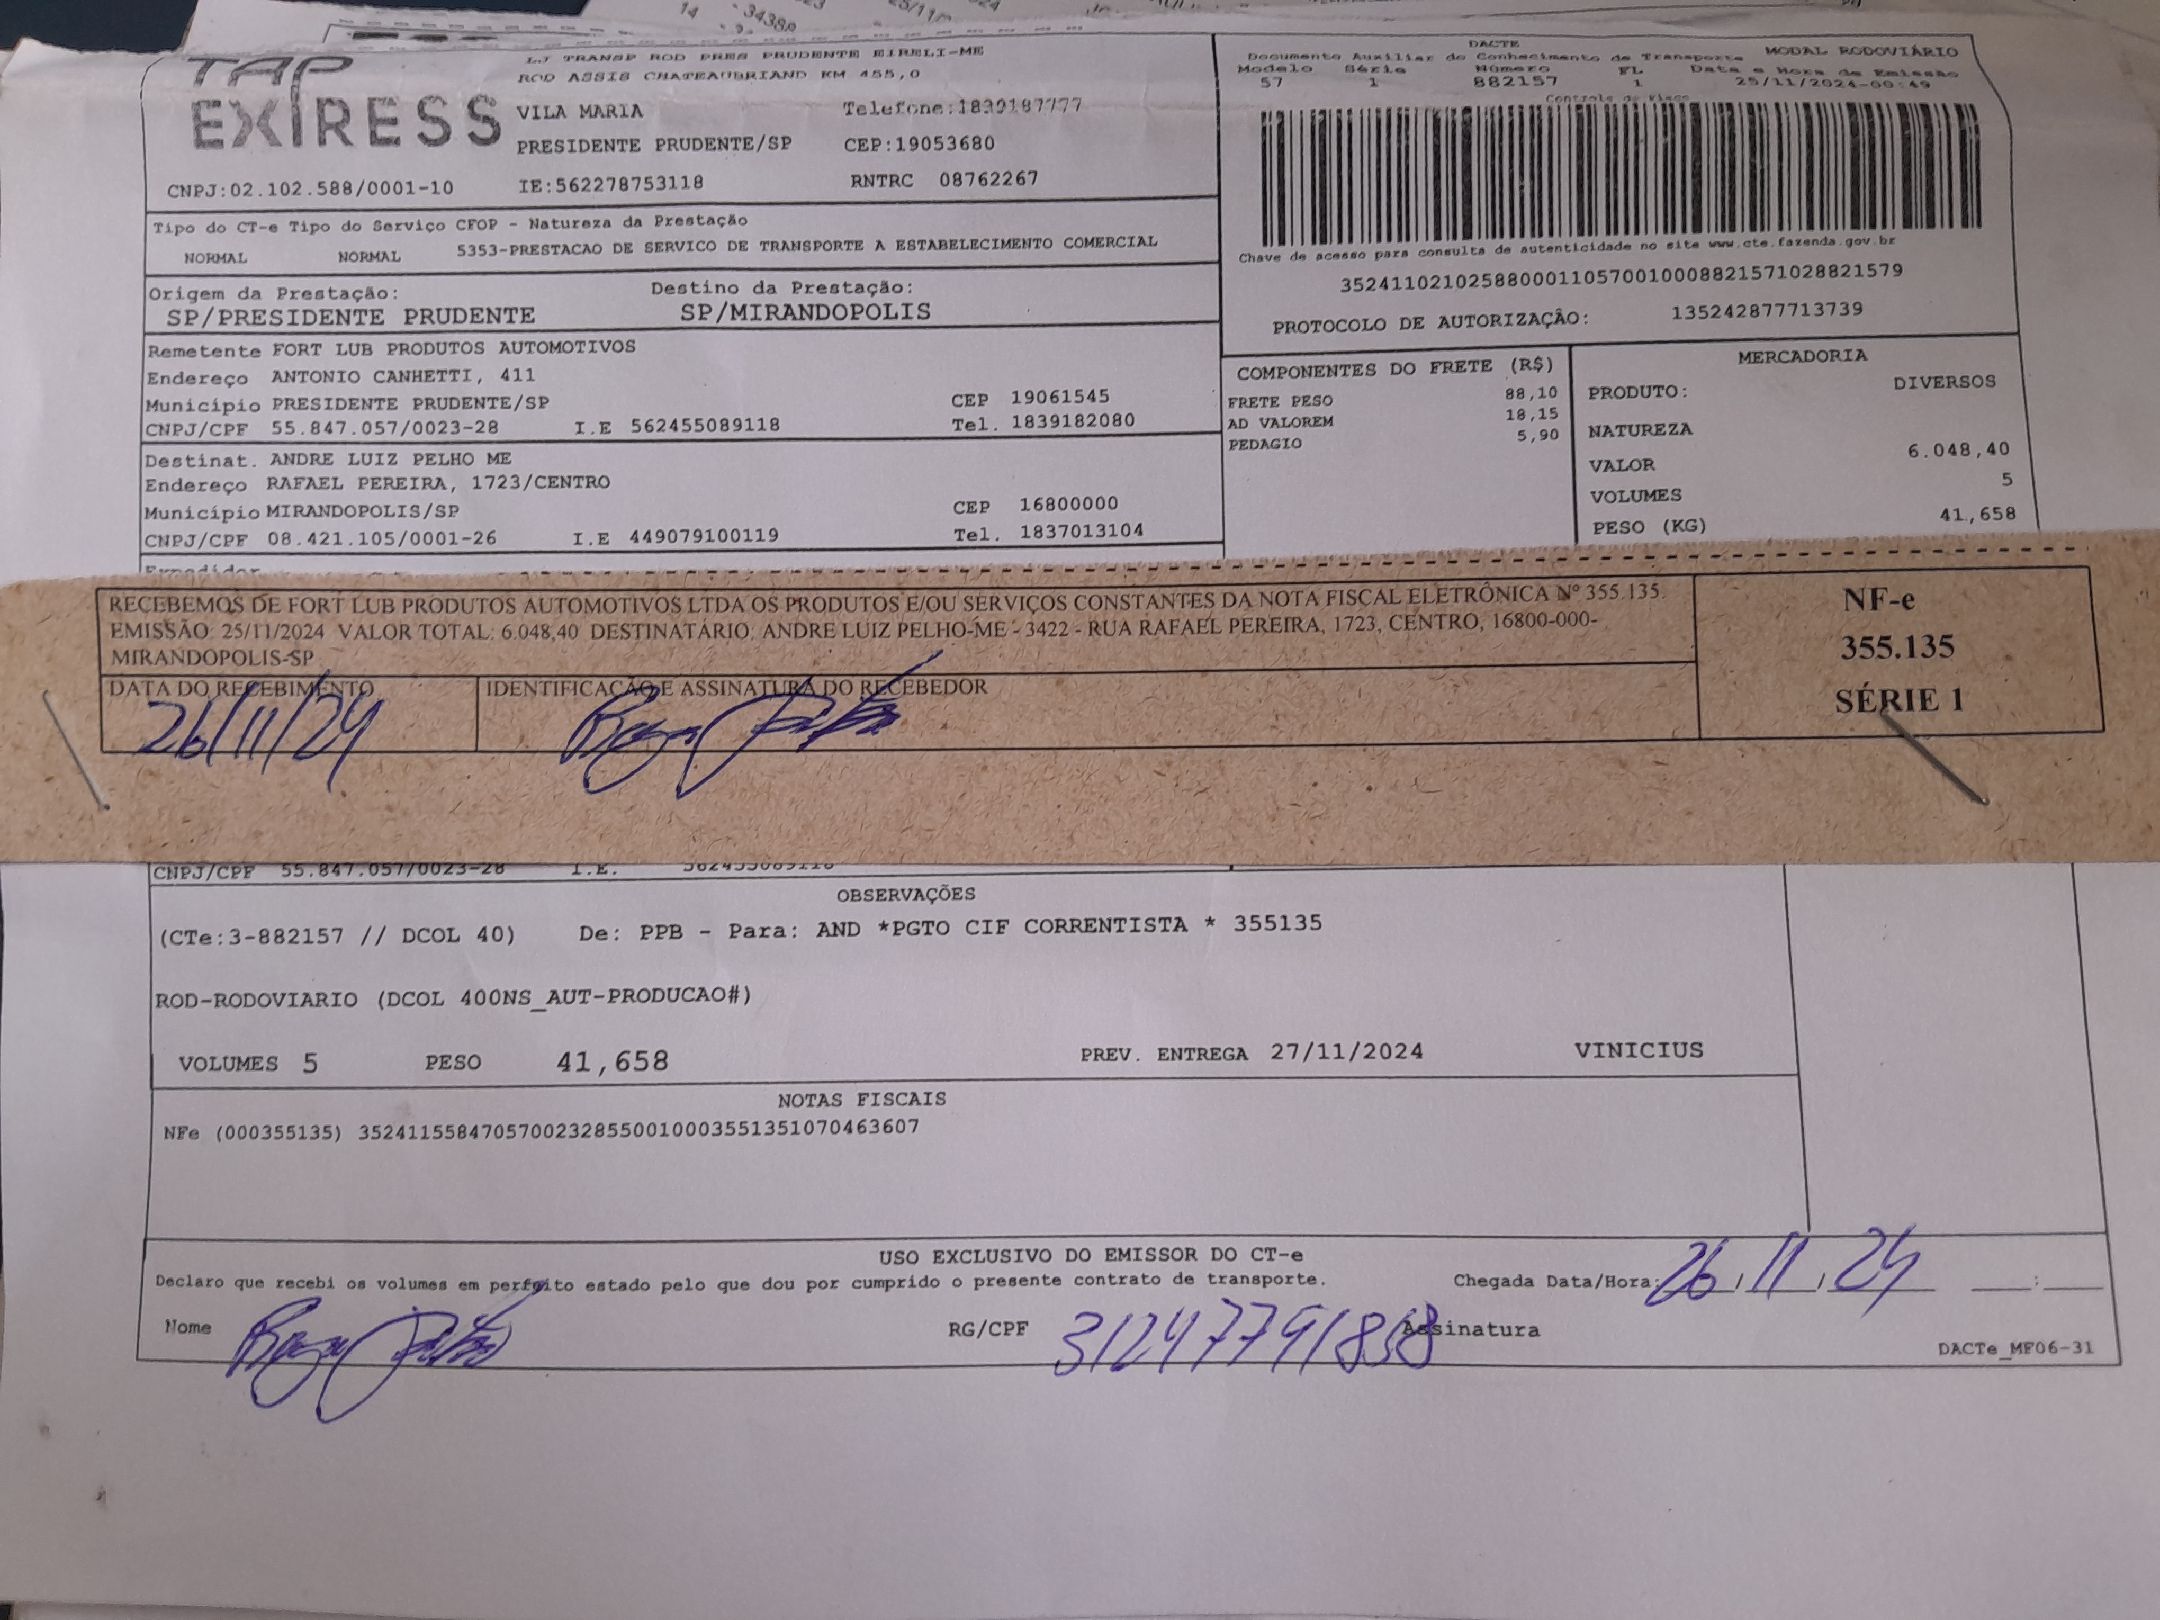 TAP
EXPRESS
LJ TRANSP ROD PRES PRUDENTE EIRELI-ME
ROD ASSIS CHATEAUBRIAND KM 455,0
VILA MARIA Telefone:1839187777
PRESIDENTE PRUDENTE/SP CEP:19053680
CNPJ:02.102.588/0001-10 IE:562278753118 RNTRC 08762267
Tipo do CT-e Tipo do Serviço CFOP - Natureza da Prestação
NORMAL NORMAL 5353-PRESTACAO DE SERVICO DE TRANSPORTE A ESTABELECIMENTO COMERCIAL
Origem da Prestação: Destino da Prestação:
SP/PRESIDENTE PRUDENTE SP/MIRANDOPOLIS
Remetente FORT LUB PRODUTOS AUTOMOTIVOS
Endereço ANTONIO CANHETTI, 411
Município PRESIDENTE PRUDENTE/SP CEP 19061545
CNPJ/CPF 55.847.057/0023-28 I.E 562455089118 Tel. 1839182080
Destinat. ANDRE LUIZ PELHO ME
Endereço RAFAEL PEREIRA, 1723/CENTRO
Município MIRANDOPOLIS/SP CEP 16800000
CNPJ/CPF 08.421.105/0001-26 I.E 449079100119 Tel. 1837013104
Expedidor
DACTE
Documento Auxiliar do Conhecimento de Transporte MODAL RODOVIÁRIO
Modelo Série Número FL Data e Hora de Emissão
57 1 882157 1 25/11/2024-00:49
Controle do Fisco
Chave de acesso para consulta de autenticidade no site www.cte.fazenda.gov.br
35241102102588000110570010008821571028821579
PROTOCOLO DE AUTORIZAÇÂO: 135242877713739
COMPONENTES DO FRETE (R$)
FRETE PESO 88,10
AD VALOREM 18,15
PEDAGIO 5,90
MERCADORIA
PRODUTO: DIVERSOS
NATUREZA
VALOR 6.048,40
VOLUMES 5
PESO (KG) 41,658
RECEBEMOS DE FORT LUB PRODUTOS AUTOMOTIVOS LTDA OS PRODUTOS E/OU SERVIÇOS CONSTANTES DA NOTA FISCAL ELETRÔNICA Nº 355.135.
EMISSÃO: 25/11/2024 VALOR TOTAL: 6.048,40 DESTINATÁRIO: ANDRE LUIZ PELHO-ME - 3422 - RUA RAFAEL PEREIRA, 1723, CENTRO, 16800-000-
MIRANDOPOLIS-SP
DATA DO RECEBIMENTO IDENTIFICAÇÃO E ASSINATURA DO RECEBEDOR
26/11/24
NF-e
355.135
SÉRIE 1
CNPJ/CPF 55.847.057/0023-28 I.E. 562455089118
OBSERVAÇÕES
(CTe:3-882157 // DCOL 40) De: PPB - Para: AND *PGTO CIF CORRENTISTA * 355135
ROD-RODOVIARIO (DCOL 400NS_AUT-PRODUCAO#)
VOLUMES 5 PESO 41,658 PREV. ENTREGA 27/11/2024 VINICIUS
NOTAS FISCAIS
NFe (000355135) 35241155847057002328550010003551351070463607
USO EXCLUSIVO DO EMISSOR DO CT-e
Declaro que recebi os volumes em perfeito estado pelo que dou por cumprido o presente contrato de transporte. Chegada Data/Hora: 26/11/24 __:__
Nome RG/CPF 31247791858 Assinatura
DACTe_MF06-31